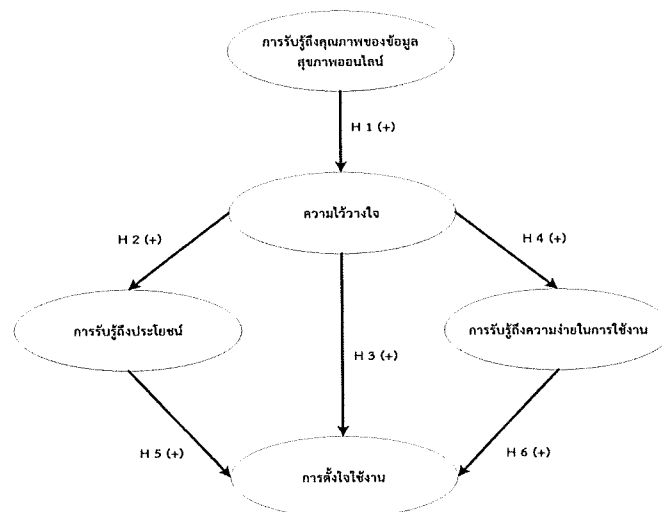 การรับรู้ถึงคุณภาพของข้อมูล
สุขภาพออนไลน์
H 1 (+)
ความไว้วางใจ
H 2 (+)
H 4 (+)
การรับรู้ถึงประโยชน์
H 3 (+)
การรับรู้ถึงความง่ายในการใช้งาน
H 5 (+)
H 6 (+)
การตั้งใจใช้งาน